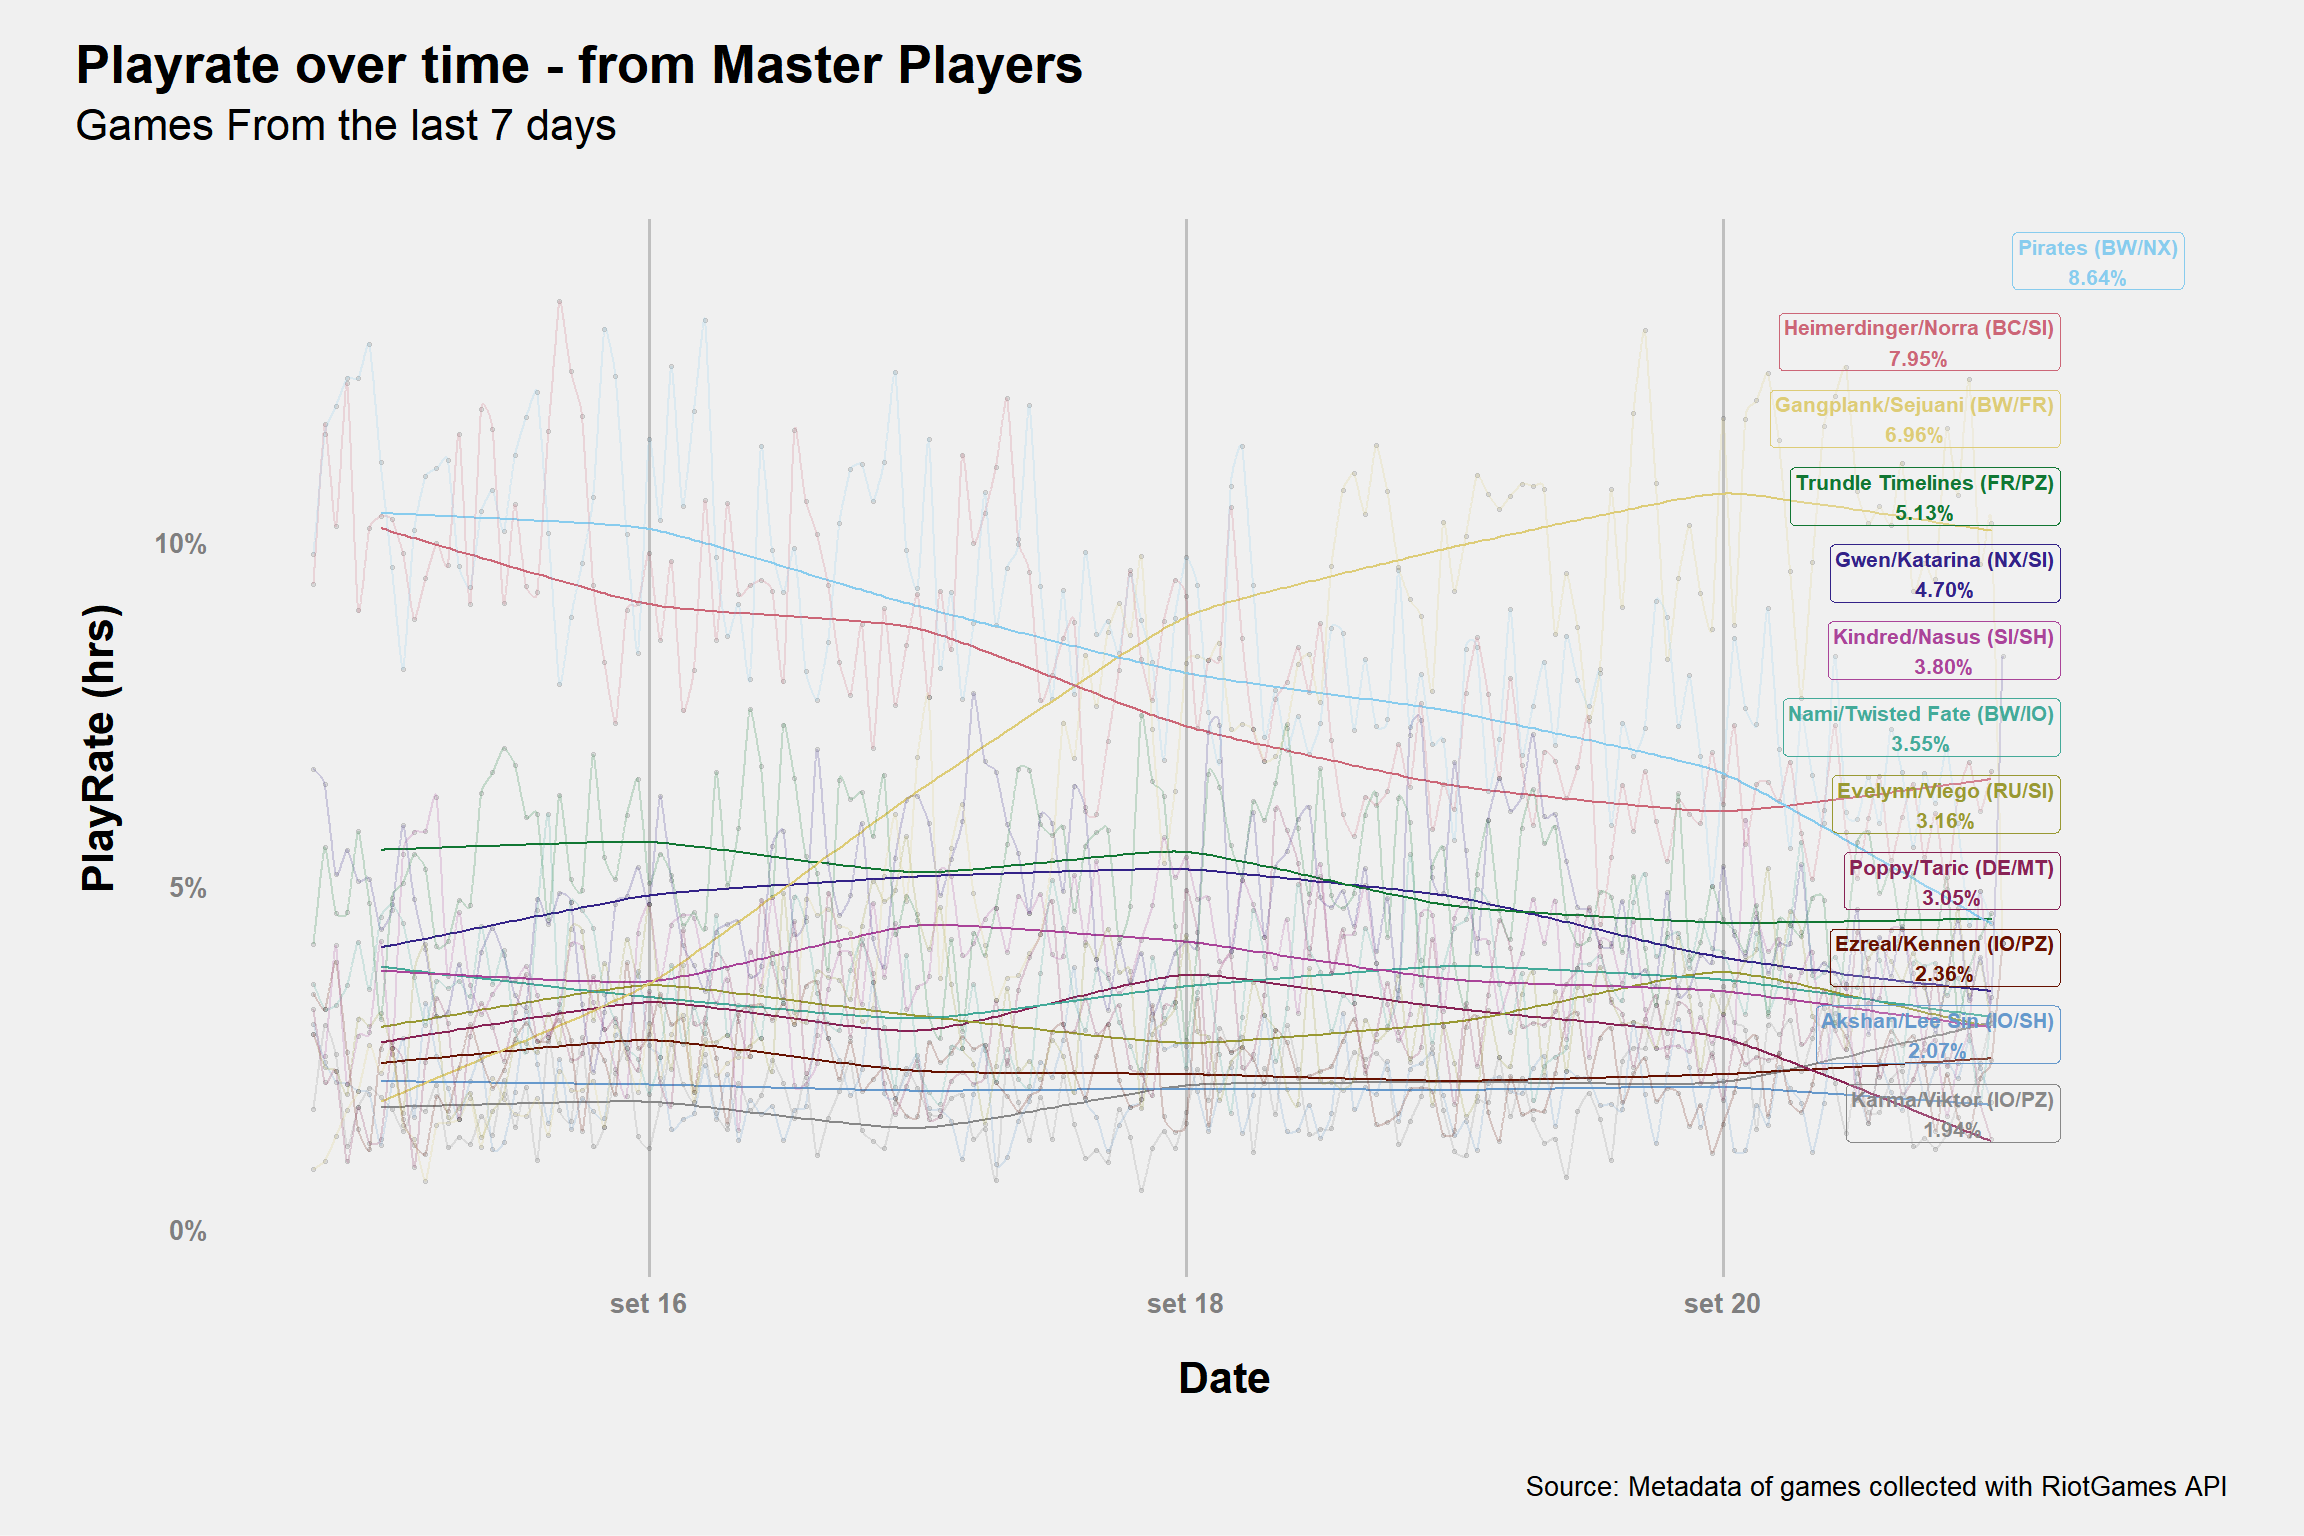 Playrate over time - from Master Players
Games From the last 7 days
Pirates (BW/NX)
8.64%
Heimerdinger/Norra (BC/SI)
7.95%
Gangplank/Sejuani (BW/FR)
6.96%
Trundle Timelines (FR/PZ)
5.13%
Gwen/Katarina (NX/SI)
4.70%
Kindred/Nasus (SI/SH)
3.80%
Nami/Twisted Fate (BW/IO)
3.55%
Evelynn/Viego (RU/SI)
3.16%
Poppy/Taric (DE/MT)
3.05%
Ezreal/Kennen (IO/PZ)
2.36%
Akshan/Lee Sin (IO/SH)
2.07%
Karma/Viktor (IO/PZ)
1.94%
PlayRate (hrs)
10%
5%
0%
set 16
set 18
set 20
Date
Source: Metadata of games collected with RiotGames API